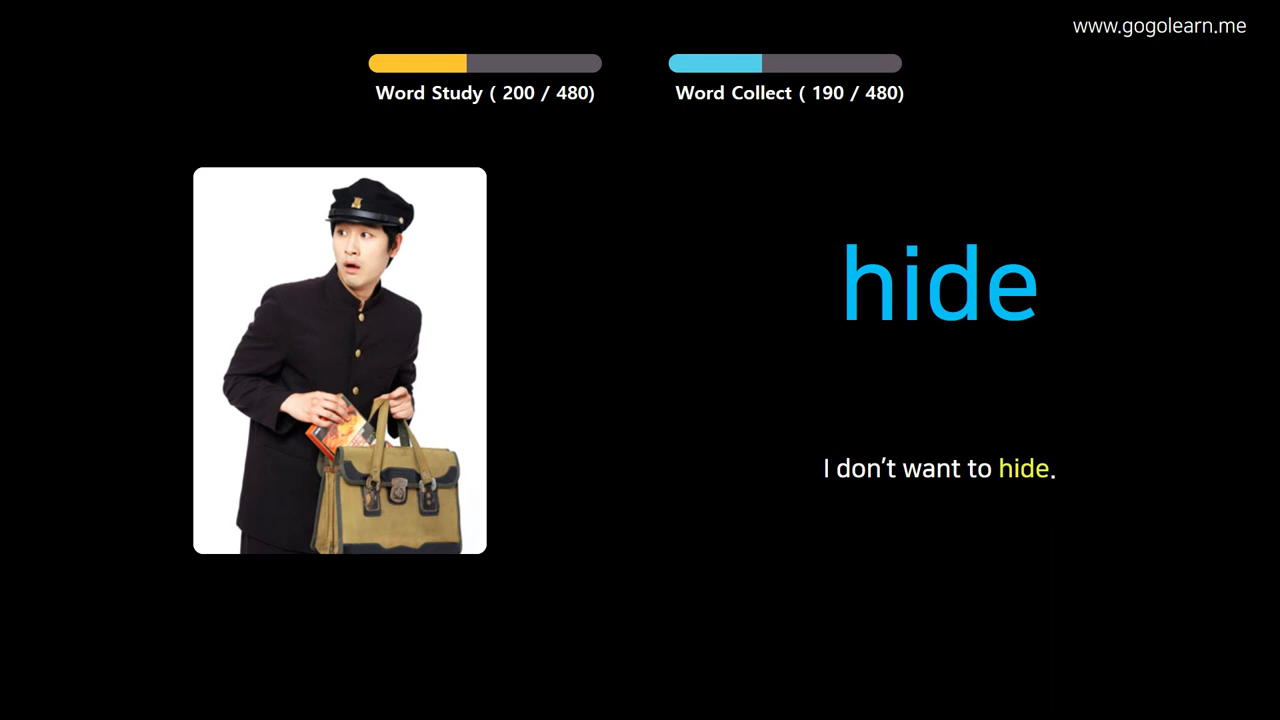 www.gogolearn.me
Word Study ( 200 / 480)
Word Collect ( 190 / 480)
hide
I don't want to hide.